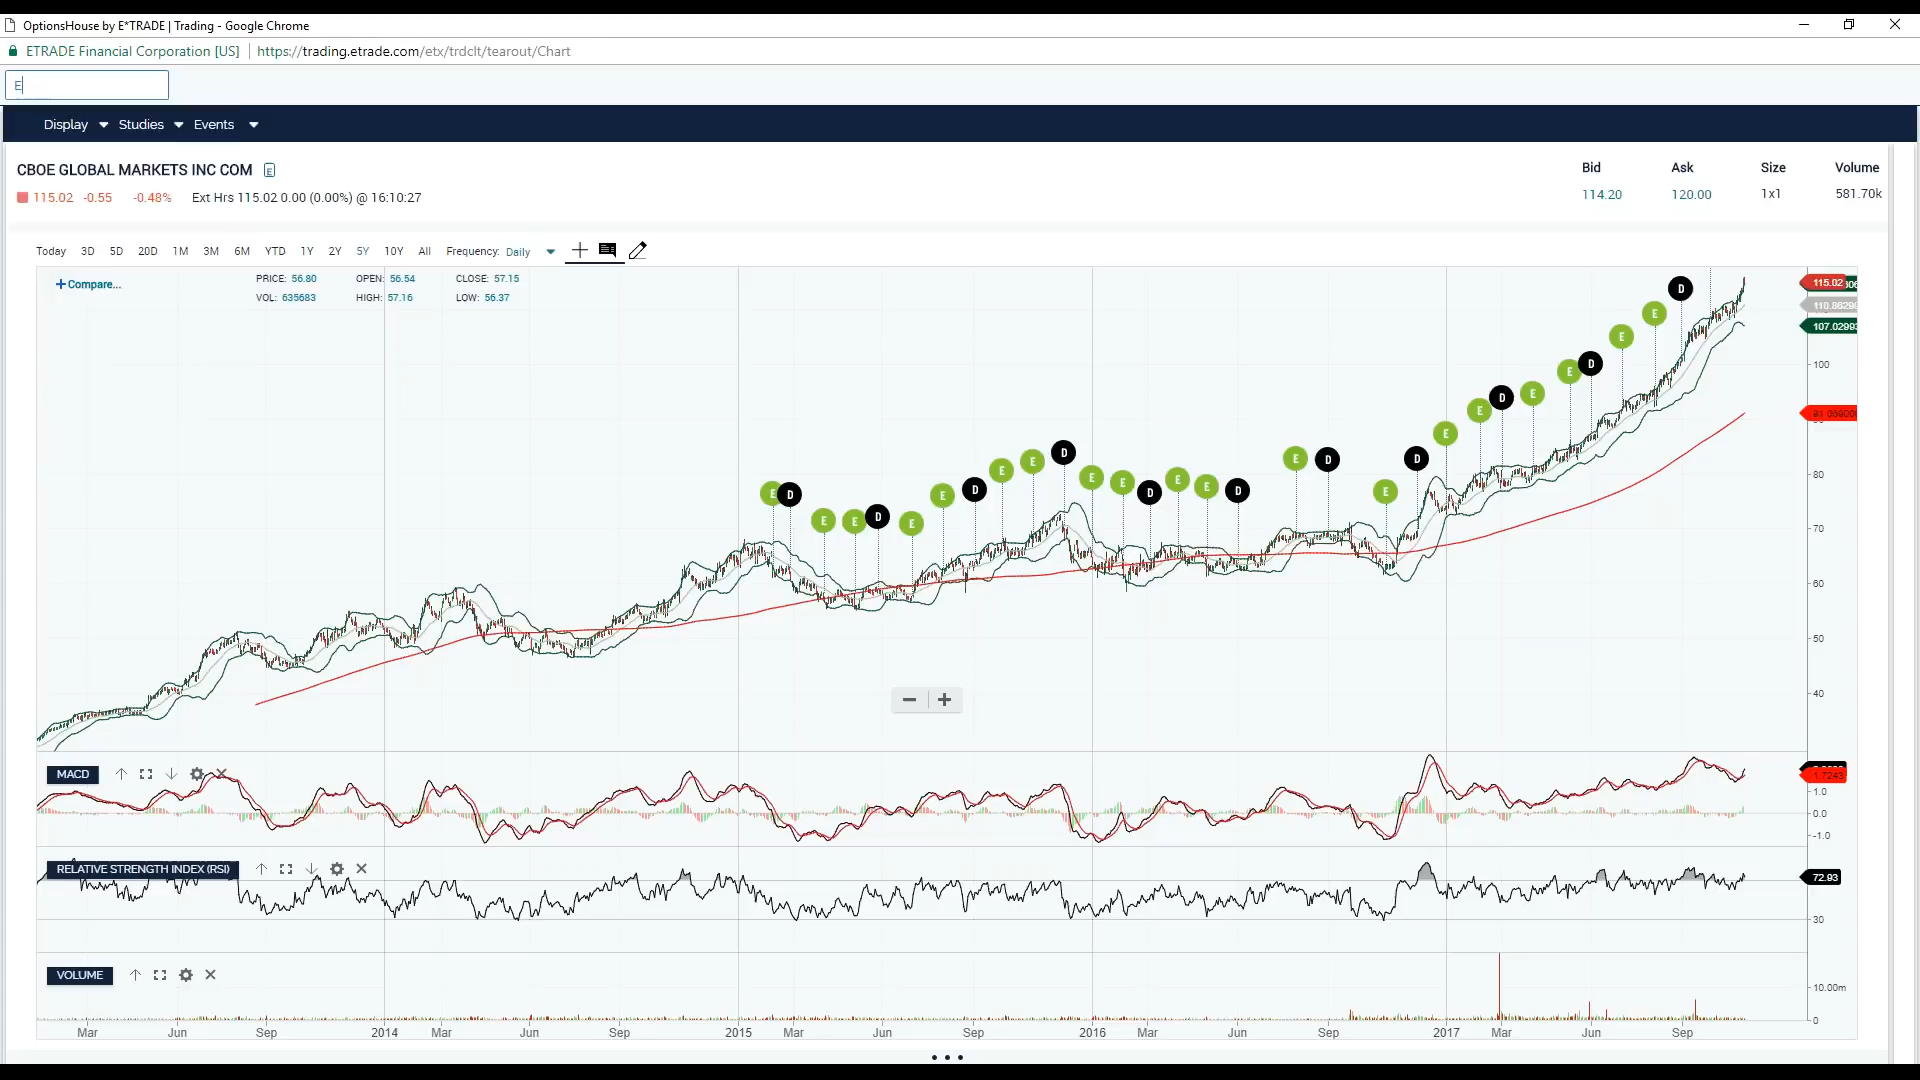 OptionsHouse by E*TRADE | Trading - Google Chrome
ETRADE Financial Corporation [US] https://trading.etrade.com/etx/trdclt/tearout/Chart
E
Display Studies Events
CBOE GLOBAL MARKETS INC COM E
Bid Ask Size Volume
115.02 -0.55 -0.48% Ext Hrs 115.02 0.00 (0.00%) @ 16:10:27
114.20 120.00 1x1 581.70k
Today 3D 5D 20D 1M 3M 6M YTD 1Y 2Y 5Y 10Y All Frequency: Daily
+Compare...
PRICE: 56.80 OPEN: 56.54 CLOSE: 57.15
VOL: 635683 HIGH: 57.16 LOW: 56.37
115.02
107.0299
100
80
70
60
50
40
E D E E D E E D E E D E E D E E D E D E D E E D E E D E E D
MACD
1.7243
1.0
0.0
-1.0
RELATIVE STRENGTH INDEX (RSI)
72.93
30
VOLUME
10.00m
0
Mar Jun Sep 2014 Mar Jun Sep 2015 Mar Jun Sep 2016 Mar Jun Sep 2017 Mar Jun Sep